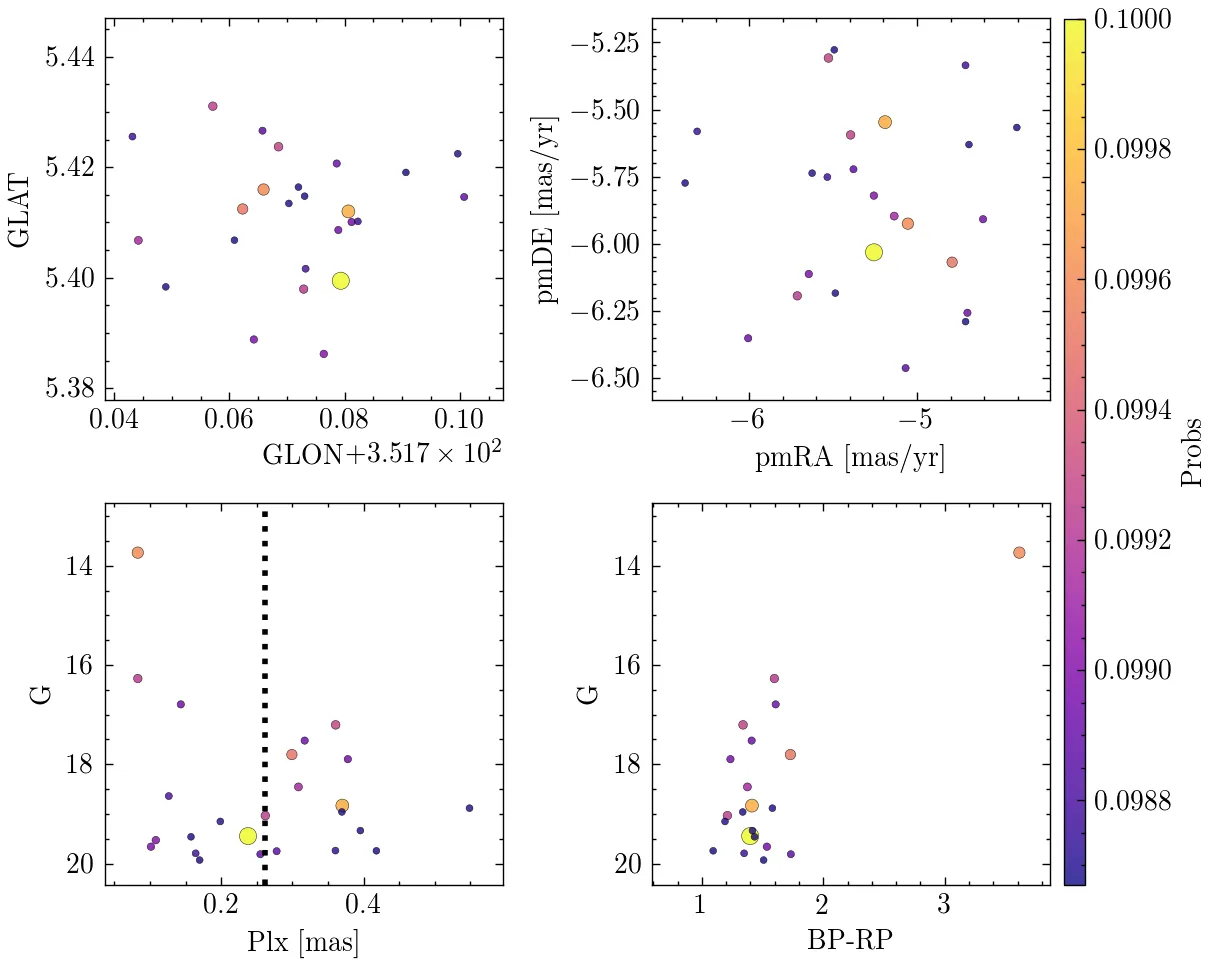 5.44
5.42
5.40
5.38
GLAT
0.04 0.06 0.08 0.10
GLON+3.517 × 10²
−5.25
−5.50
−5.75
−6.00
−6.25
−6.50
pmDE [mas/yr]
−6 −5
pmRA [mas/yr]
14
16
18
20
G
0.2 0.4
Plx [mas]
14
16
18
20
G
1 2 3
BP-RP
0.1000
0.0998
0.0996
0.0994
0.0992
0.0990
0.0988
Probs